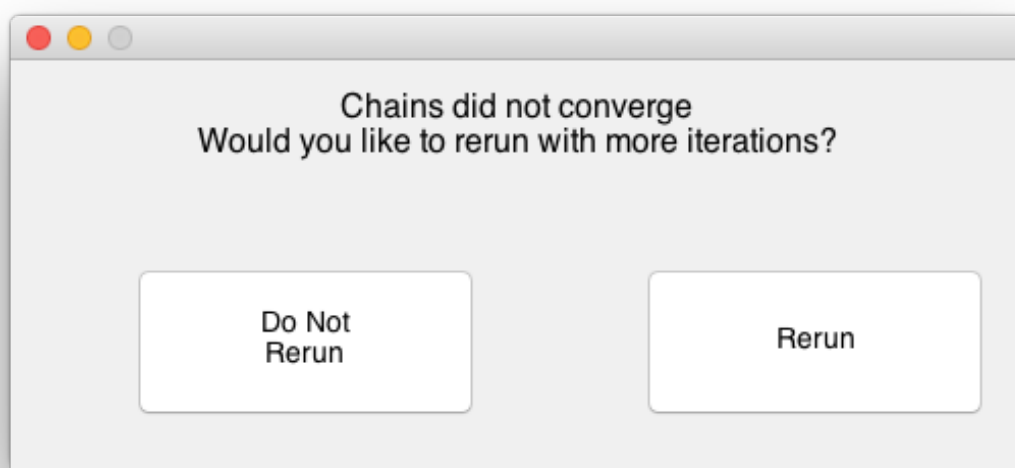 Chains did not converge
Would you like to rerun with more iterations?
Do Not
Rerun
Rerun